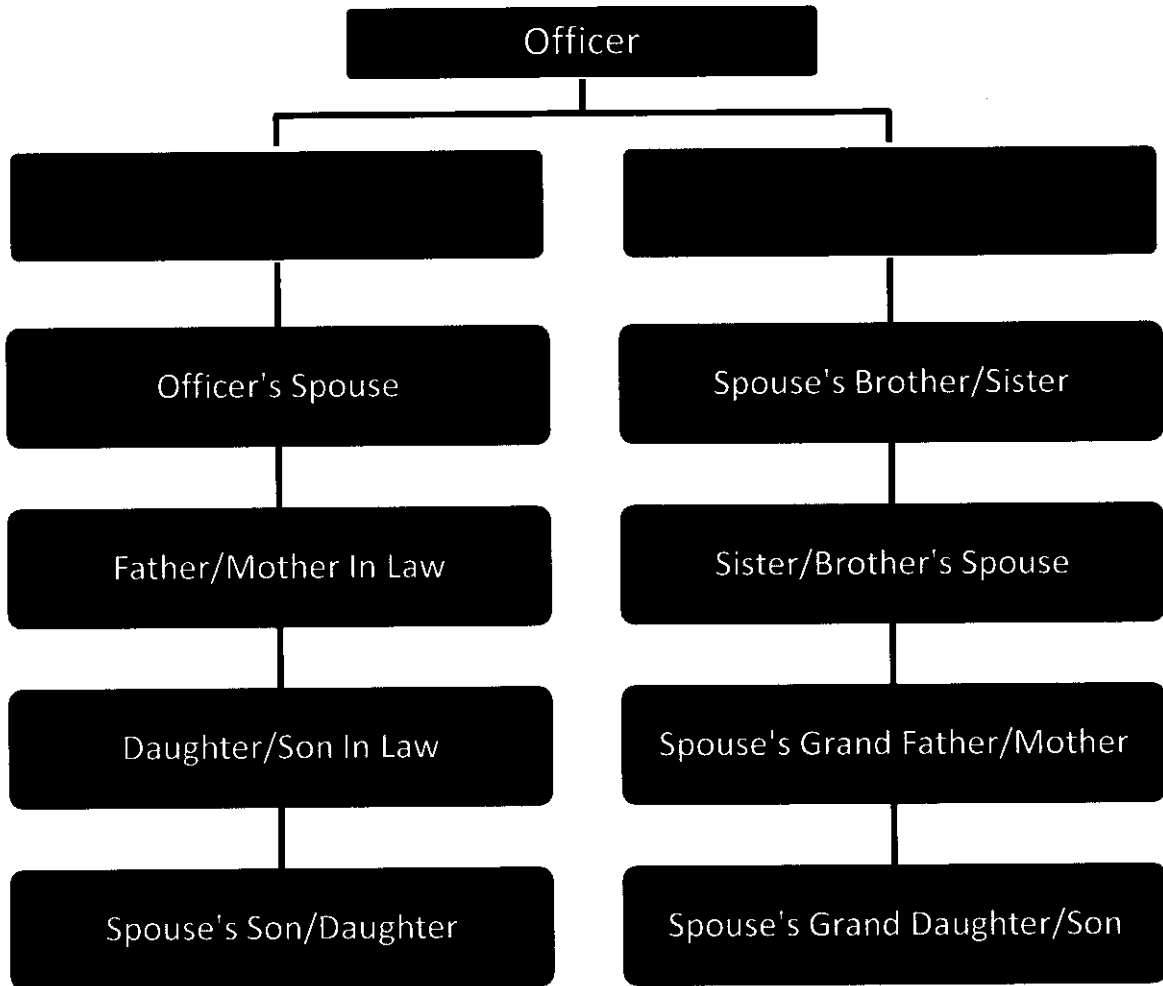 Officer
Officer's Spouse
Father/Mother In Law
Daughter/Son In Law
Spouse's Son/Daughter
Spouse's Brother/Sister
Sister/Brother's Spouse
Spouse's Grand Father/Mother
Spouse's Grand Daughter/Son